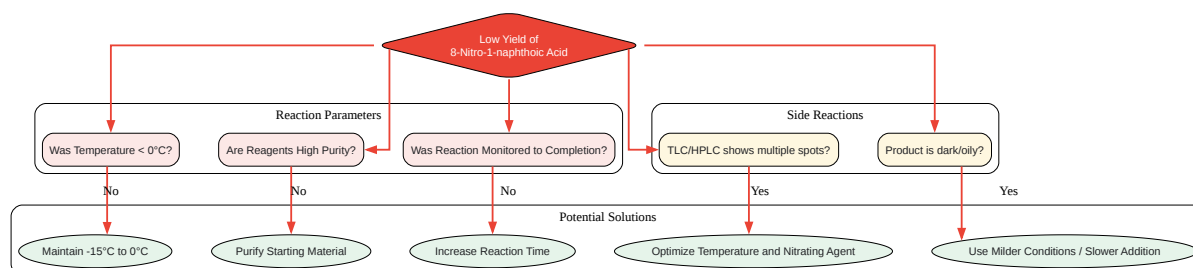 Low Yield of
8-Nitro-1-naphthoic Acid
Reaction Parameters
Side Reactions
Was Temperature < 0°C?
Are Reagents High Purity?
Was Reaction Monitored to Completion?
TLC/HPLC shows multiple spots?
Product is dark/oily?
No
No
No
Yes
Yes
Potential Solutions
Maintain -15°C to 0°C
Purify Starting Material
Increase Reaction Time
Optimize Temperature and Nitrating Agent
Use Milder Conditions / Slower Addition